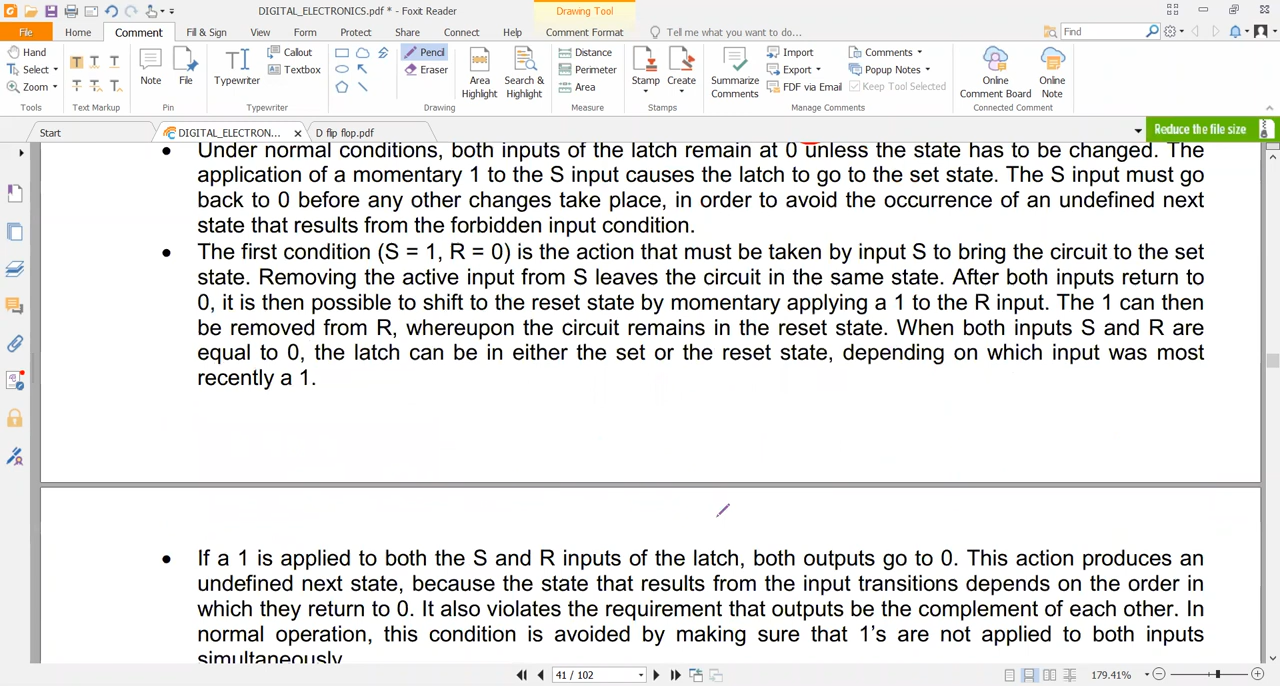 DIGITAL_ELECTRONICS.pdf * - Foxit Reader
Drawing Tool
File Home Comment Fill & Sign View Form Protect Share Connect Help Comment Format Tell me what you want to do... Find
Hand
Select
Zoom
Tools
T T T
T T T
Text Markup
Note
File
Pin
Typewriter
Callout
Textbox
Typewriter
Pencil
Eraser
Drawing
Area Highlight
Search & Highlight
Distance
Perimeter
Area
Measure
Stamp
Create
Stamps
Summarize Comments
Import
Export
FDF via Email
Comments
Popup Notes
Keep Tool Selected
Manage Comments
Online Comment Board
Online Note
Connected Comment
Start DIGITAL_ELECTRON... D flp flop.pdf Reduce the file size
• Under normal conditions, both inputs of the latch remain at 0 unless the state has to be changed. The
application of a momentary 1 to the S input causes the latch to go to the set state. The S input must go
back to 0 before any other changes take place, in order to avoid the occurrence of an undefined next
state that results from the forbidden input condition.
• The first condition (S = 1, R = 0) is the action that must be taken by input S to bring the circuit to the set
state. Removing the active input from S leaves the circuit in the same state. After both inputs return to
0, it is then possible to shift to the reset state by momentary applying a 1 to the R input. The 1 can then
be removed from R, whereupon the circuit remains in the reset state. When both inputs S and R are
equal to 0, the latch can be in either the set or the reset state, depending on which input was most
recently a 1.
• If a 1 is applied to both the S and R inputs of the latch, both outputs go to 0. This action produces an
undefined next state, because the state that results from the input transitions depends on the order in
which they return to 0. It also violates the requirement that outputs be the complement of each other. In
normal operation, this condition is avoided by making sure that 1's are not applied to both inputs
simultaneously.
41 / 102
179.41%